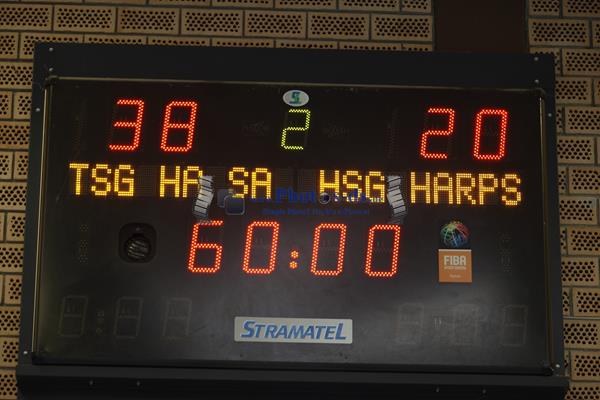 38 2 20
TSG HA SA HSG HARPS
60:00
FIBA
STRAMATEL